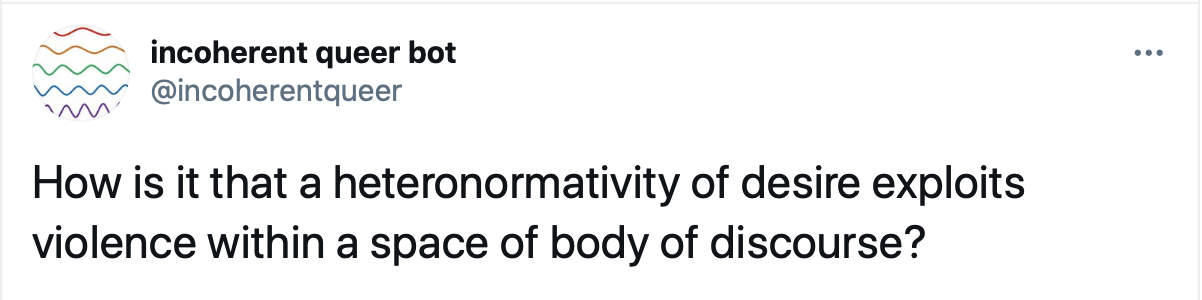 incoherent queer bot
@incoherentqueer
How is it that a heteronormativity of desire exploits
violence within a space of body of discourse?